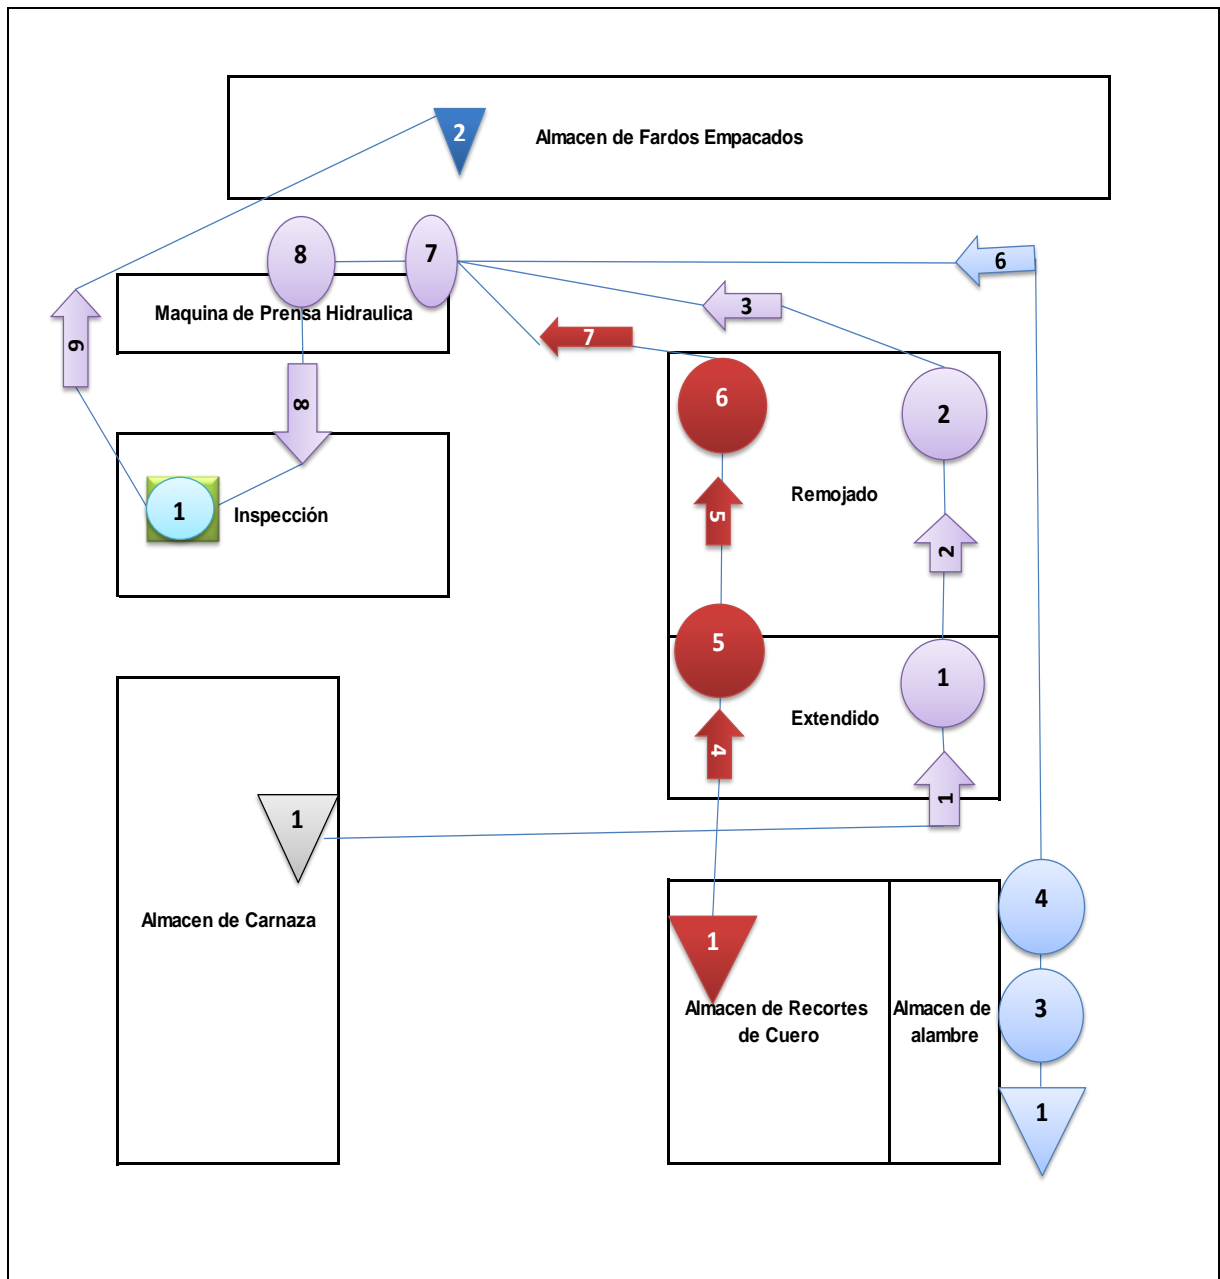 2
Almacen de Fardos Empacados
8
7
6
3
Maquina de Prensa Hidraulica
7
9
8
6
2
1
Inspección
Remojado
5
2
5
1
Extendido
4
1
1
Almacen de Carnaza
4
1
Almacen de Recortes
de Cuero
Almacen de
alambre
3
1